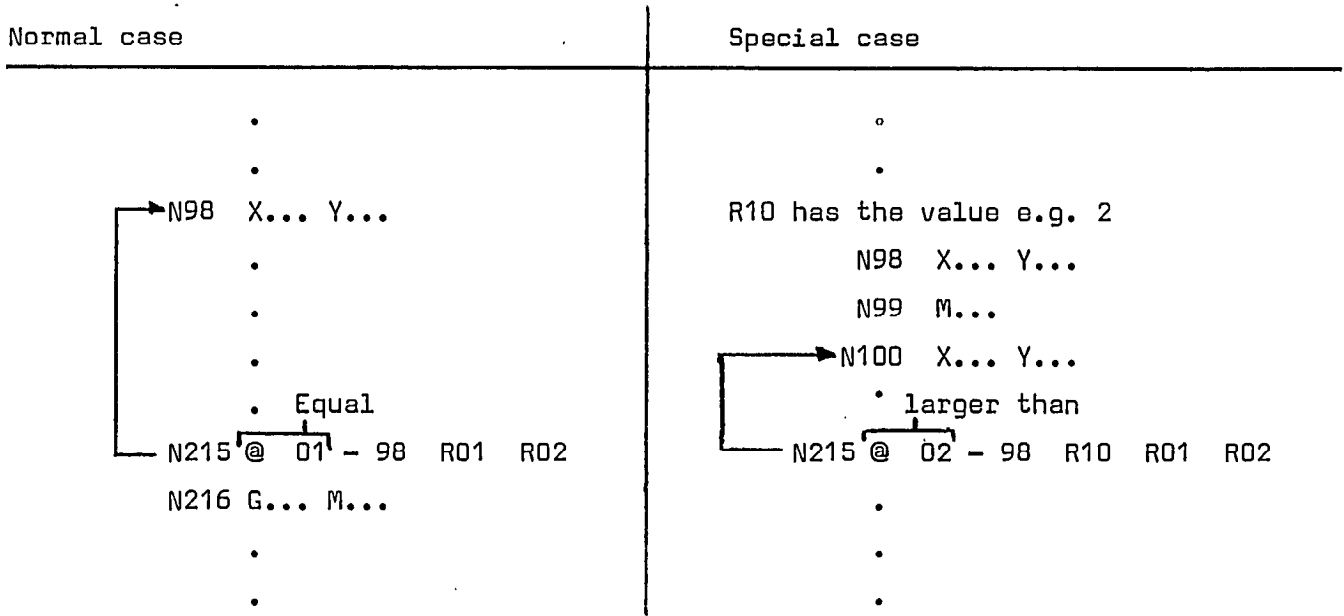 Normal case
N98 X... Y...
Equal
N215 @ 01 - 98 R01 R02
N216 G... M...
Special case
R10 has the value e.g. 2
N98 X... Y...
N99 M...
N100 X... Y...
larger than
N215 @ 02 - 98 R10 R01 R02